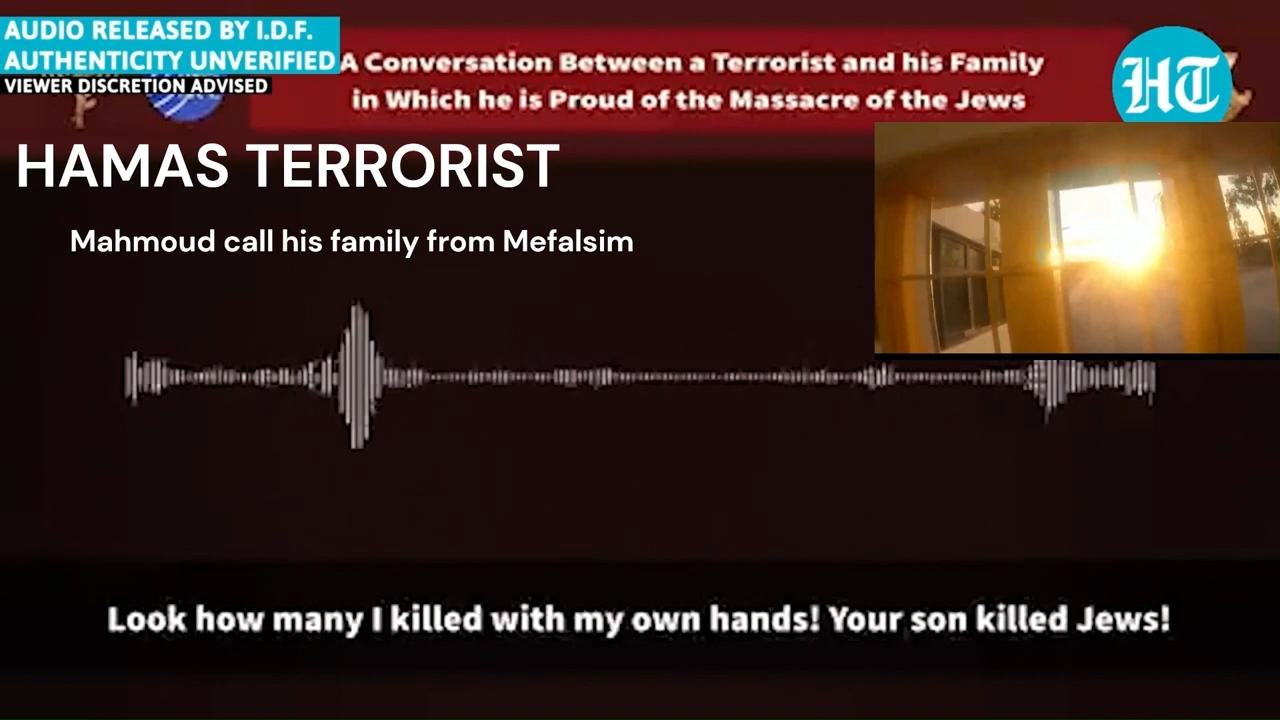 AUDIO RELEASED BY I.D.F.
AUTHENTICITY UNVERIFIED
VIEWER DISCRETION ADVISED
A Conversation Between a Terrorist and his Family
in Which he is Proud of the Massacre of the Jews
HT
HAMAS TERRORIST
Mahmoud call his family from Mefalsim
Look how many I killed with my own hands! Your son killed Jews!